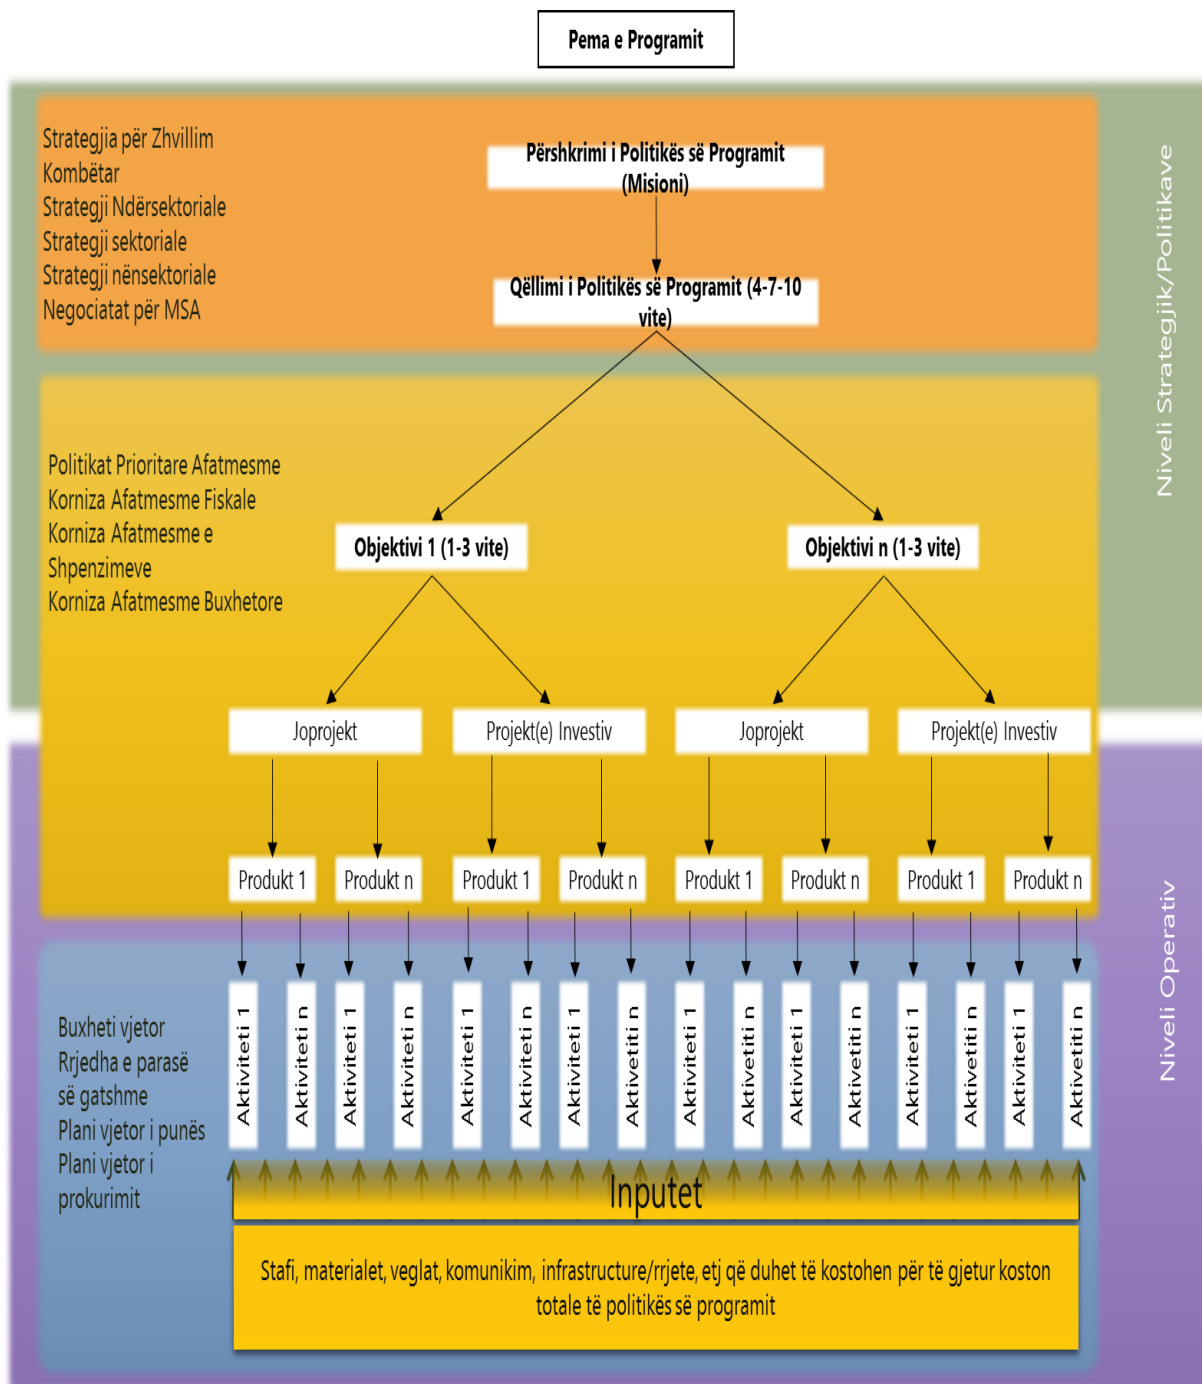 Pema e Programit
Strategjia për Zhvillim
Kombëtar
Strategji Ndërsektoriale
Strategji sektoriale
Strategji nënsektoriale
Negociatat për MSA
Përshkrimi i Politikës së Programit
(Misioni)
Qëllimi i Politikës së Programit (4-7-10
vite)
Niveli Strategjik/Politikave
Politikat Prioritare Afatmesme
Korniza Afatmesme Fiskale
Korniza Afatmesme e
Shpenzimeve
Korniza Afatmesme Buxhetore
Objektivi 1 (1-3 vite)
Objektivi n (1-3 vite)
Joprojekt
Projekt(e) Investiv
Joprojekt
Projekt(e) Investiv
Produkt 1
Produkt n
Produkt 1
Produkt n
Produkt 1
Produkt n
Produkt 1
Produkt n
Niveli Operativ
Buxheti vjetor
Rrjedha e parasë
së gatshme
Plani vjetor i punës
Plani vjetor i
prokurimit
Aktiviteti 1
Aktiviteti n
Aktiviteti 1
Aktiviteti n
Aktiviteti 1
Aktiviteti n
Aktiviteti 1
Aktivetiti n
Aktiviteti 1
Aktivetiti n
Aktiviteti 1
Aktivetiti n
Aktiviteti 1
Aktivetiti n
Aktiviteti 1
Aktivetiti n
Inputet
Stafi, materialet, veglat, komunikim, infrastructure/rrjete, etj që duhet të kostohen për të gjetur koston
totale të politikës së programit